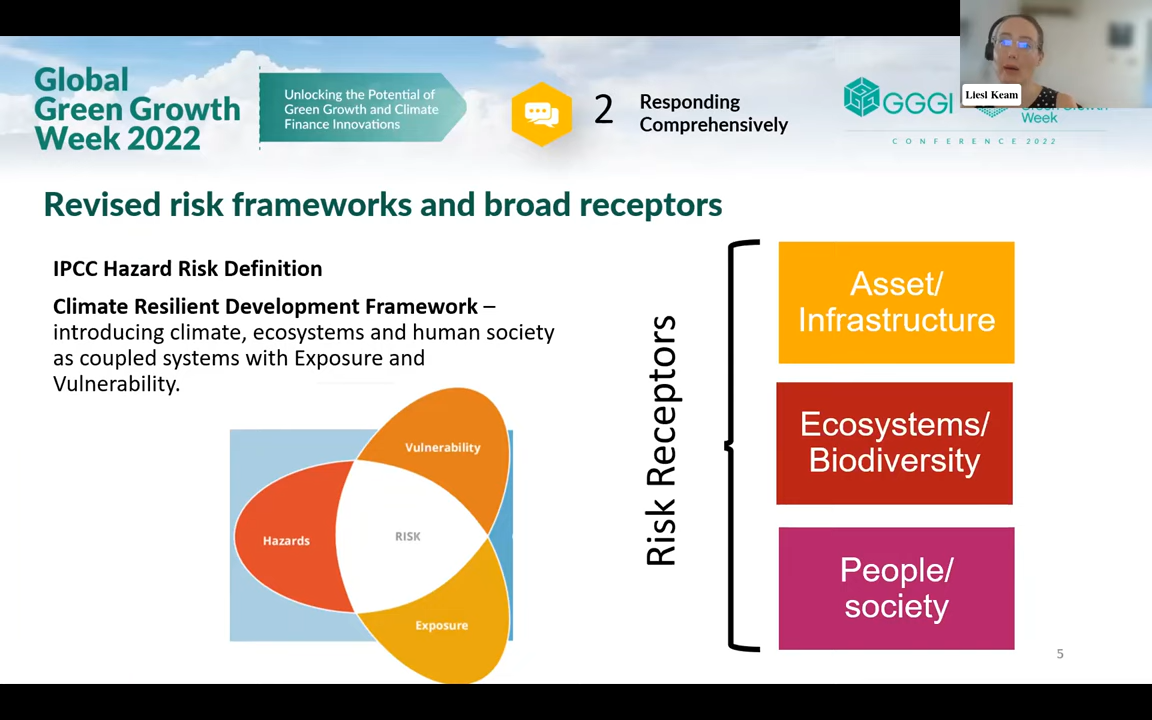 Global
Green Growth
Week 2022
Unlocking the Potential of
Green Growth and Climate
Finance Innovations
2
Responding
Comprehensively
GGGI
Week
CONFERENCE 2022
Liesl Keam
Revised risk frameworks and broad receptors
IPCC Hazard Risk Definition
Climate Resilient Development Framework –
introducing climate, ecosystems and human society
as coupled systems with Exposure and
Vulnerability.
Vulnerability
Hazards
RISK
Exposure
Risk Receptors
Asset/
Infrastructure
Ecosystems/
Biodiversity
People/
society
5